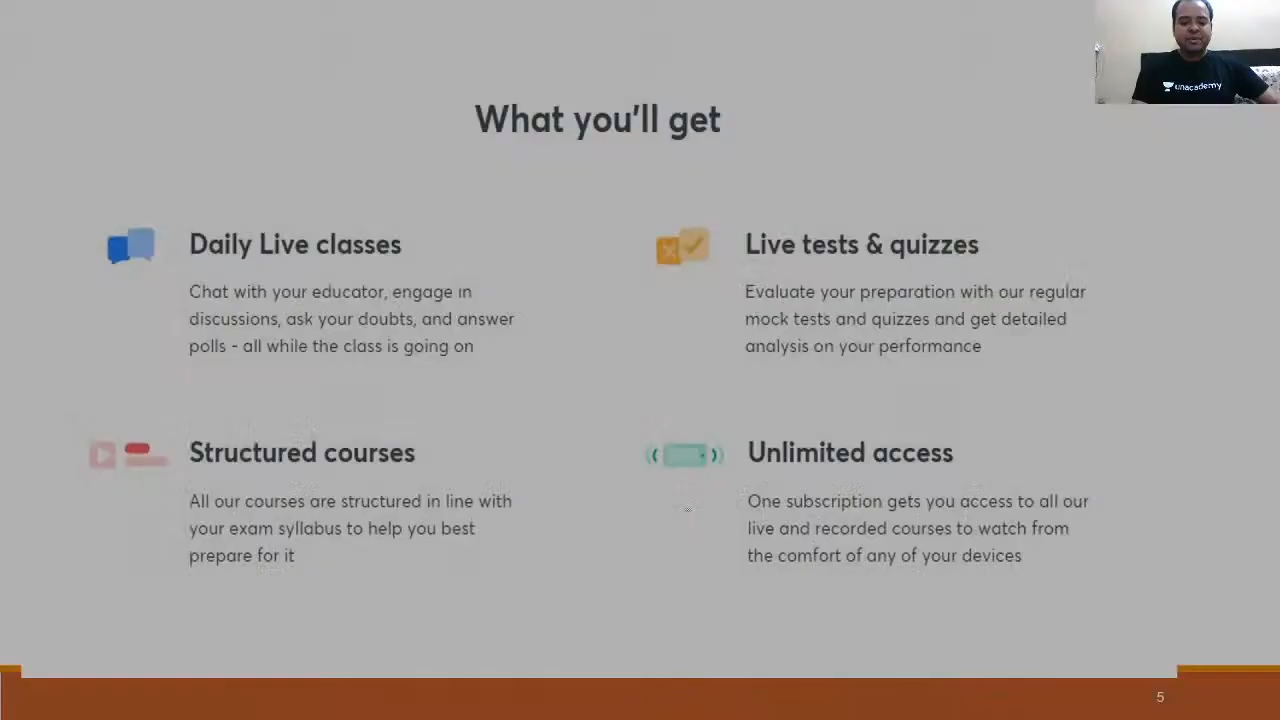 unacademy
What you'll get
Daily Live classes
Chat with your educator, engage in
discussions, ask your doubts, and answer
polls - all while the class is going on
Live tests & quizzes
Evaluate your preparation with our regular
mock tests and quizzes and get detailed
analysis on your performance
Structured courses
All our courses are structured in line with
your exam syllabus to help you best
prepare for it
Unlimited access
One subscription gets you access to all our
live and recorded courses to watch from
the comfort of any of your devices
5